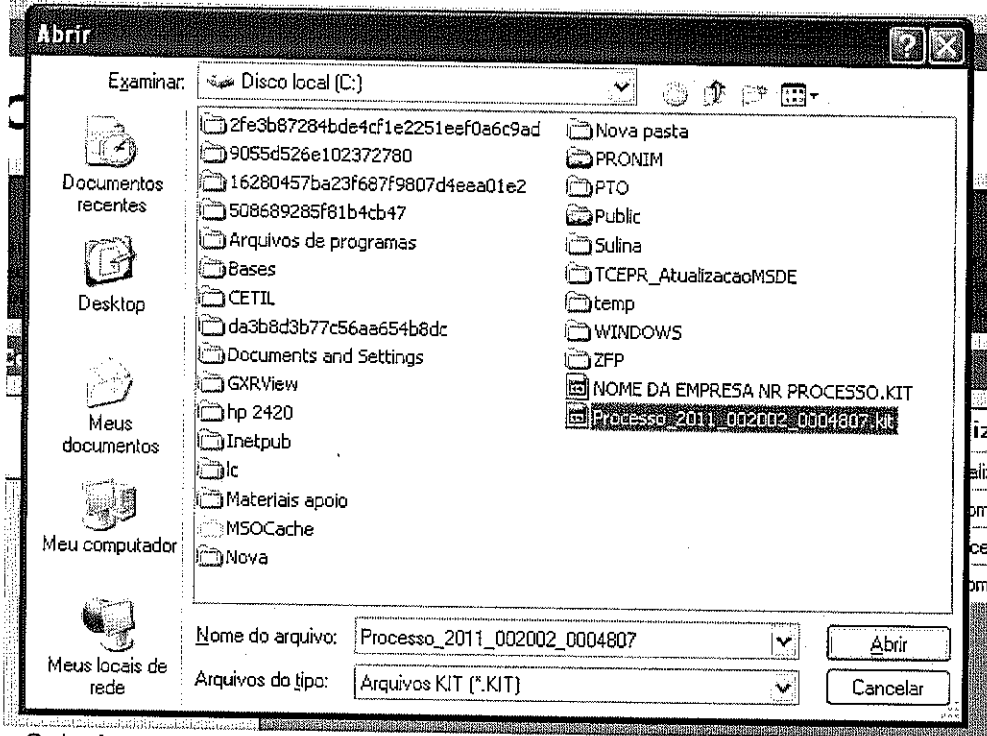 Abrir
Examinar:
Disco local (C:)
Documentos
recentes
Desktop
Meus
documentos
Meu computador
Meus locais de
rede
2fe3b87284bde4cf1e2251eef0a6c9ad
9055d526e102372780
16280457ba23f687f9807d4eea01e2
508689285f81b4cb47
Arquivos de programas
Bases
CETIL
da3b8d3b77c56aa654b8dc
Documents and Settings
GXRView
hp 2420
Inetpub
lc
Materiais apoio
MSOCache
Nova
Nova pasta
PRONIM
PTO
Public
Sulina
TCEPR_AtualizacaoMSDE
temp
WINDOWS
ZFP
NOME DA EMPRESA NR PROCESSO.KIT
Processo_2011_002002_0004807.kit
Nome do arquivo:
Processo_2011_002002_0004807
Abrir
Arquivos do tipo:
Arquivos KIT (*.KIT)
Cancelar